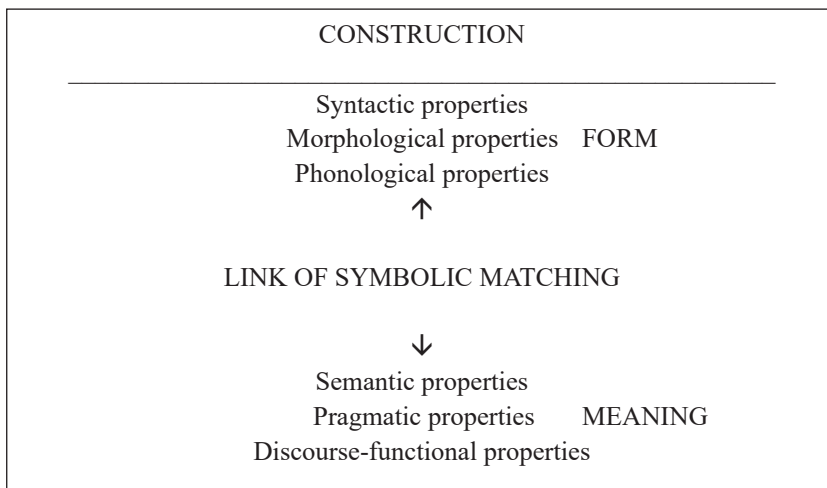 CONSTRUCTION
Syntactic properties
Morphological properties FORM
Phonological properties
↑
LINK OF SYMBOLIC MATCHING
↓
Semantic properties
Pragmatic properties MEANING
Discourse-functional properties